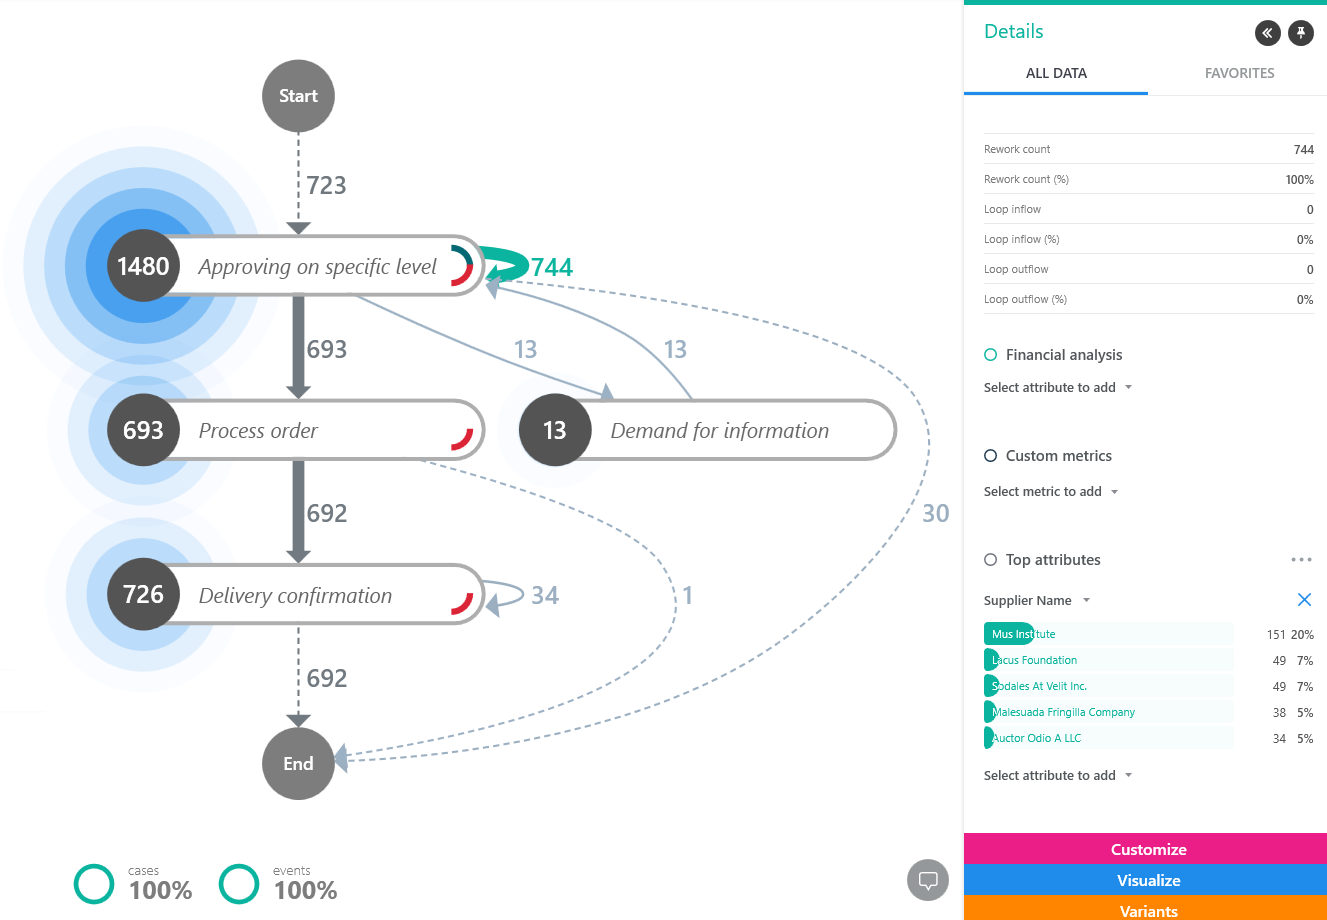 Start
723
1480 Approving on specific level 744
693 13 13
693 Process order
13 Demand for information
692 30
726 Delivery confirmation 34 1
692
End
cases
100%
events
100%
Details
ALL DATA FAVORITES
Rework count 744
Rework count (%) 100%
Loop inflow 0
Loop inflow (%) 0%
Loop outflow 0
Loop outflow (%) 0%
Financial analysis
Select attribute to add
Custom metrics
Select metric to add
Top attributes
Supplier Name
Mus Institute 151 20%
Lacus Foundation 49 7%
Sodales At Velit Inc. 49 7%
Malesuada Fringilla Company 38 5%
Auctor Odio A LLC 34 5%
Select attribute to add
Customize
Visualize
Variants